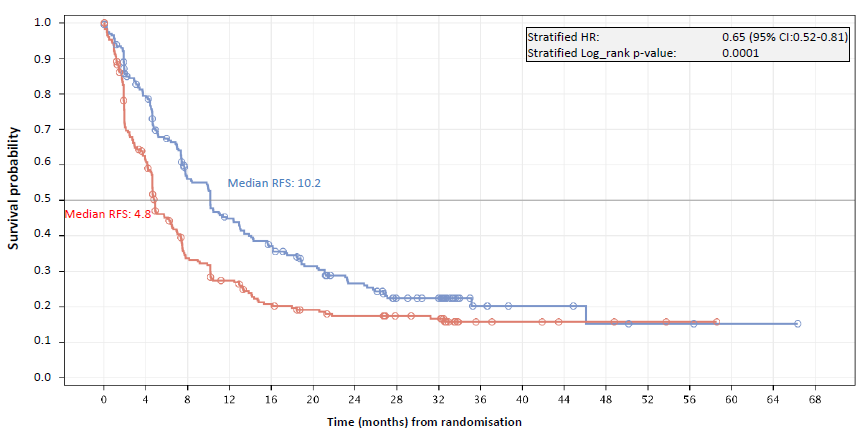 Stratified HR: 0.65 (95% CI:0.52-0.81)
Stratified Log_rank p-value: 0.0001
1.0
0.9
0.8
0.7
0.6
0.5
0.4
0.3
0.2
0.1
0.0
Survival probability
Median RFS: 10.2
Median RFS: 4.8
0 4 8 12 16 20 24 28 32 36 40 44 48 52 56 60 64 68
Time (months) from randomisation